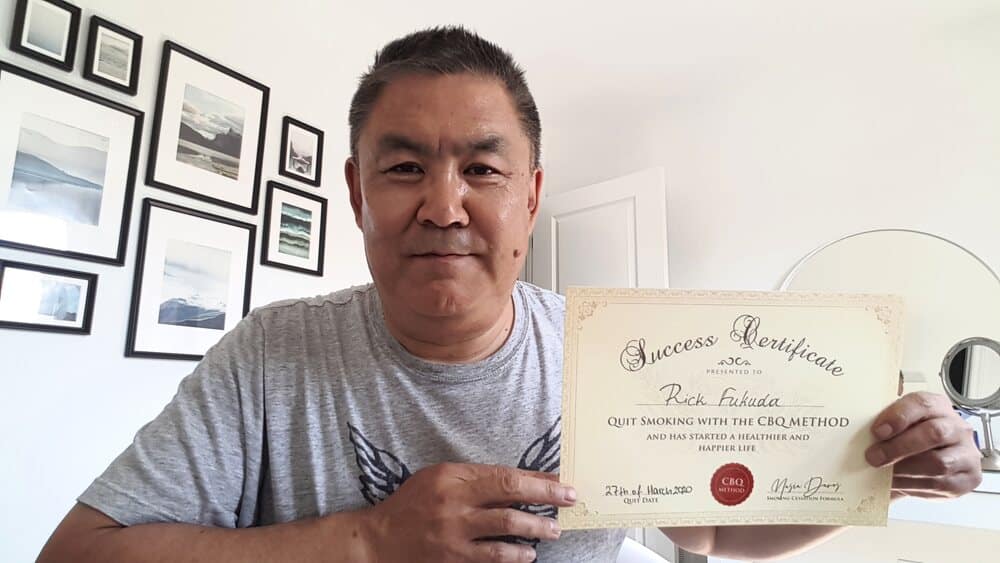 Success Certificate
PRESENTED TO
Rick Fukuda
QUIT SMOKING WITH THE CBQ METHOD
AND HAS STARTED A HEALTHIER AND
HAPPIER LIFE
27th of March 2020
QUIT DATE
CBQ
METHOD
SMOKING CESSATION FORMULA